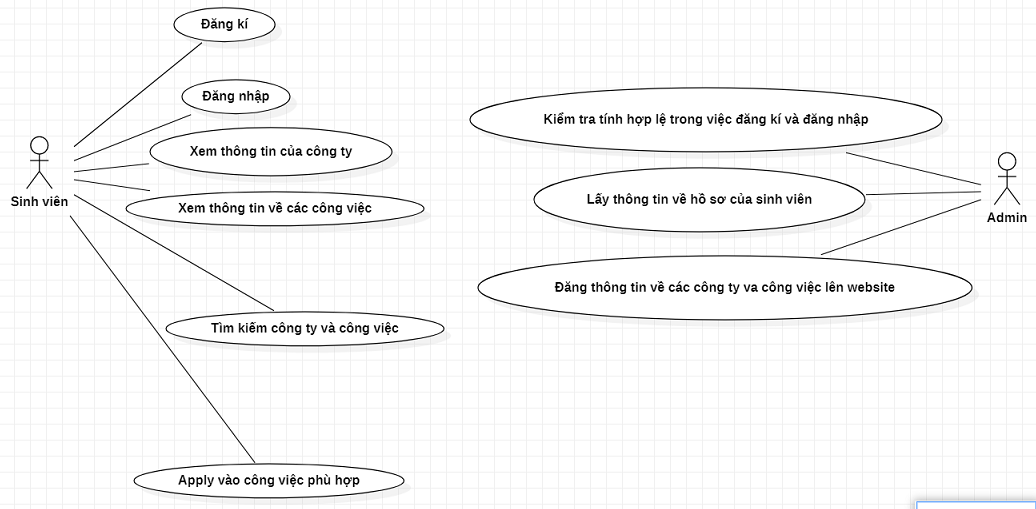 Đăng kí
Đăng nhập
Xem thông tin của công ty
Sinh viên
Xem thông tin về các công việc
Tìm kiếm công ty và công việc
Apply vào công việc phù hợp
Kiểm tra tính hợp lệ trong việc đăng kí và đăng nhập
Lấy thông tin về hồ sơ của sinh viên
Admin
Đăng thông tin về các công ty va công việc lên website